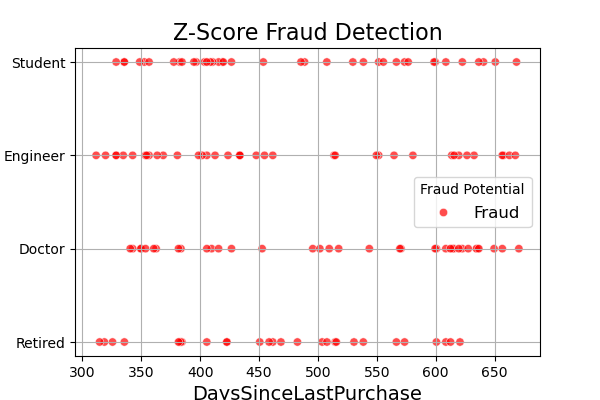 Z-Score Fraud Detection
Student
Engineer
Fraud Potential
Fraud
Doctor
Retired
300 350 400 450 500 550 600 650
DaysSinceLastPurchase